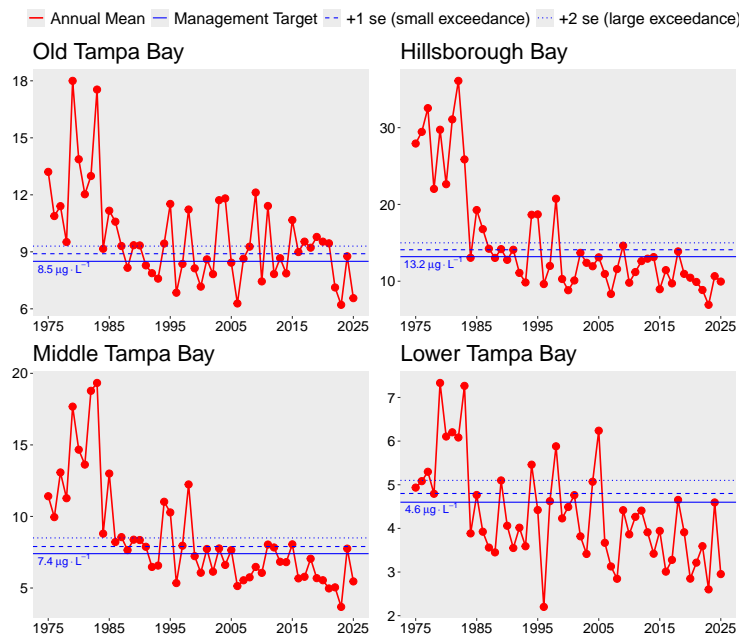 Annual Mean Management Target +1 se (small exceedance) +2 se (large exceedance)
Old Tampa Bay
18
15
12
9
6
8.5 μg · L⁻¹
1975 1985 1995 2005 2015 2025
Hillsborough Bay
30
20
10
13.2 μg · L⁻¹
1975 1985 1995 2005 2015 2025
Middle Tampa Bay
20
15
10
5
7.4 μg · L⁻¹
1975 1985 1995 2005 2015 2025
Lower Tampa Bay
7
6
5
4
3
2
4.6 μg · L⁻¹
1975 1985 1995 2005 2015 2025